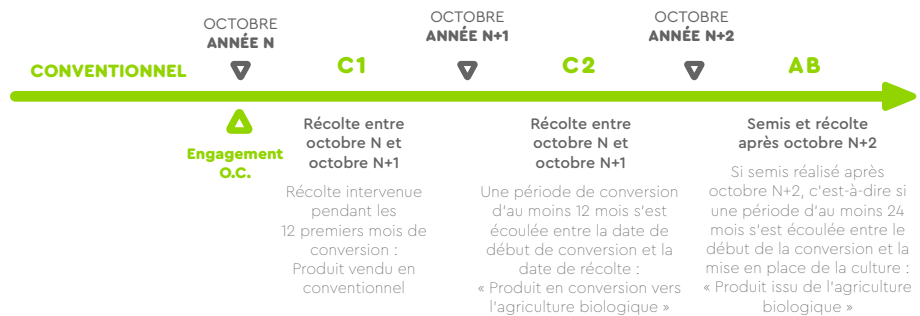 OCTOBRE
ANNÉE N
OCTOBRE
ANNÉE N+1
OCTOBRE
ANNÉE N+2
CONVENTIONNEL
C1
C2
AB
Engagement
O.C.
Récolte entre
octobre N et
octobre N+1
Récolte intervenue
pendant les
12 premiers mois de
conversion :
Produit vendu en
conventionnel
Récolte entre
octobre N et
octobre N+1
Une période de conversion
d'au moins 12 mois s'est
écoulée entre la date de
début de conversion et la
date de récolte :
« Produit en conversion vers
l'agriculture biologique »
Semis et récolte
après octobre N+2
Si semis réalisé après
octobre N+2, c'est-à-dire si
une période d'au moins 24
mois s'est écoulée entre le
début de la conversion et la
mise en place de la culture :
« Produit issu de l'agriculture
biologique »